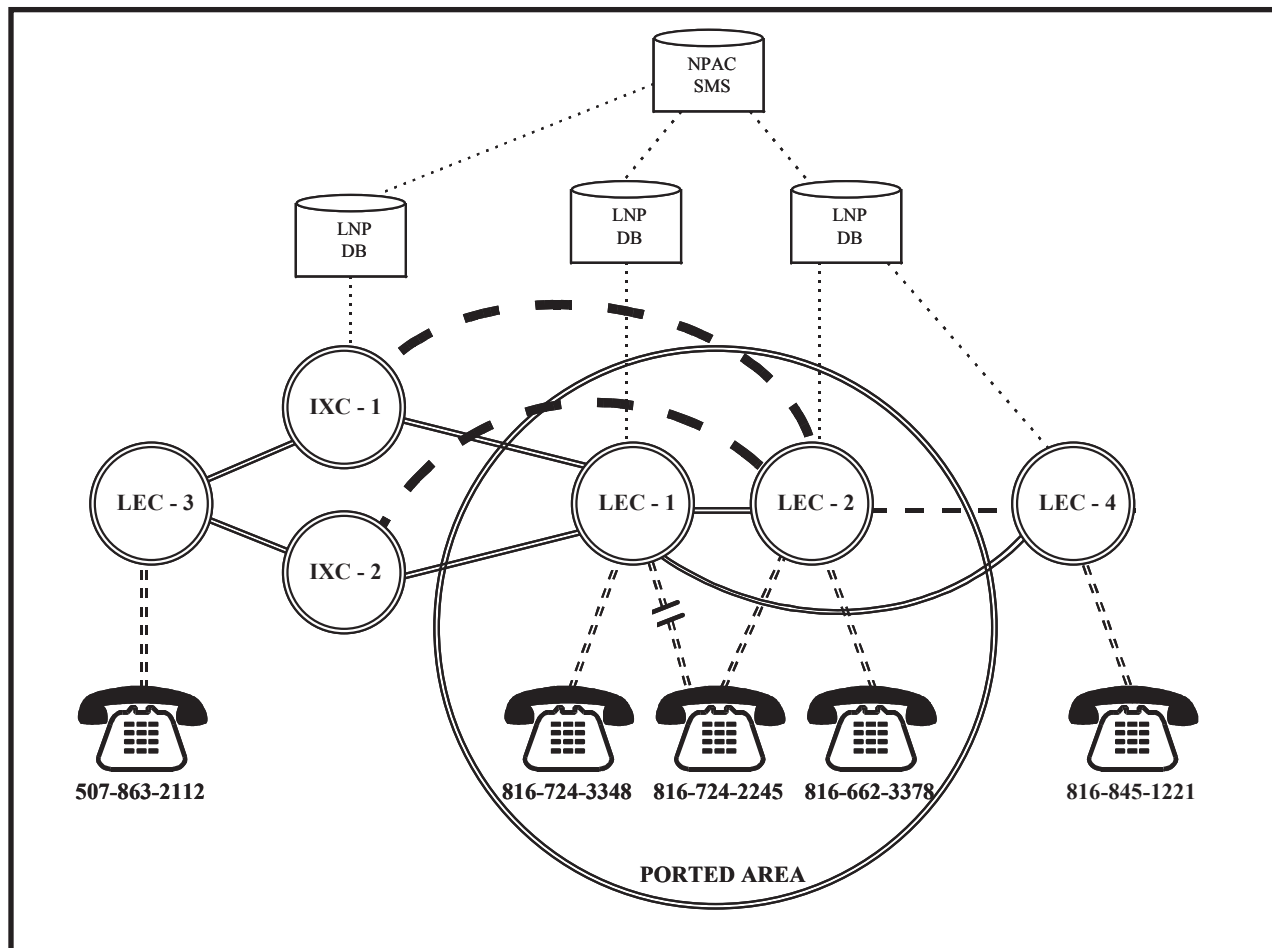 NPAC
SMS
LNP
DB
LNP
DB
LNP
DB
IXC - 1
LEC - 3
LEC - 1
LEC - 2
LEC - 4
IXC - 2
507-863-2112
816-724-3348
816-724-2245
816-662-3378
816-845-1221
PORTED AREA